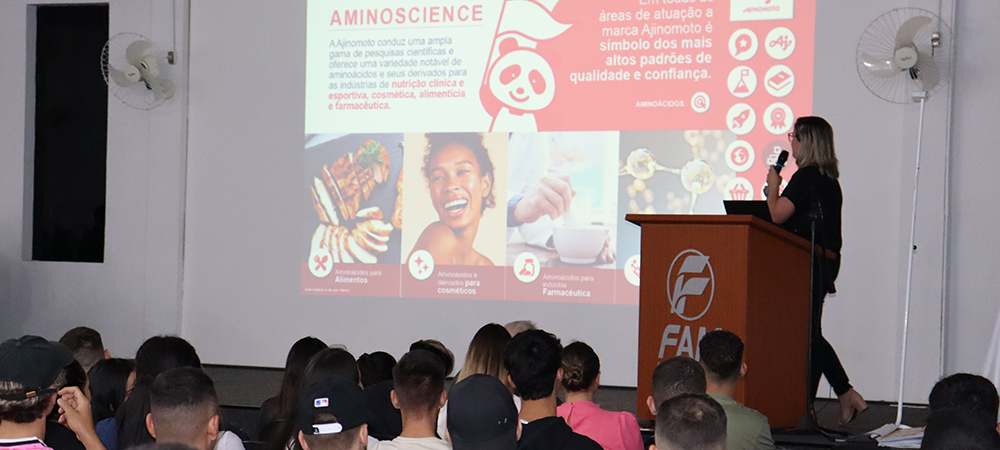 AMINOSCIENCE
A Ajinomoto conduz uma ampla
gama de pesquisas científicas e
oferece uma variedade notável de
aminoácidos e seus derivados para
as indústrias de nutrição clínica e
esportiva, cosmética, alimentícia
e farmacêutica.
Em todas as
áreas de atuação a
marca Ajinomoto é
símbolo dos mais
altos padrões de
qualidade e confiança.
AMINOÁCIDOS:
AJINOMOTO
Aminoácidos para
Alimentos
Aminoácidos e
derivados para
cosméticos
Aminoácidos para
indústria
Farmacêutica